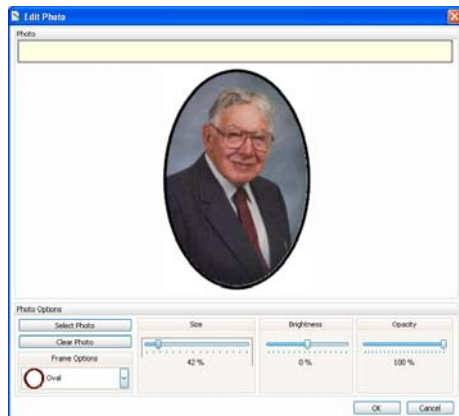 Edit Photo
Photo
Photo Options
Select Photo
Clear Photo
Frame Options
Oval
Size
42 %
Brightness
0 %
Opacity
100 %
OK
Cancel